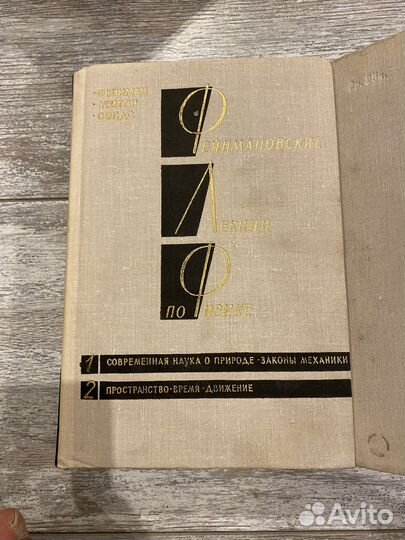 · ФЕЙНМАН
· ЛЕЙТОН
· СЭНДС
ФЕЙНМАНОВСКИЕ
ЛЕКЦИИ
ПО ФИЗИКЕ
1 СОВРЕМЕННАЯ НАУКА О ПРИРОДЕ · ЗАКОНЫ МЕХАНИКИ
2 ПРОСТРАНСТВО · ВРЕМЯ · ДВИЖЕНИЕ
Avito